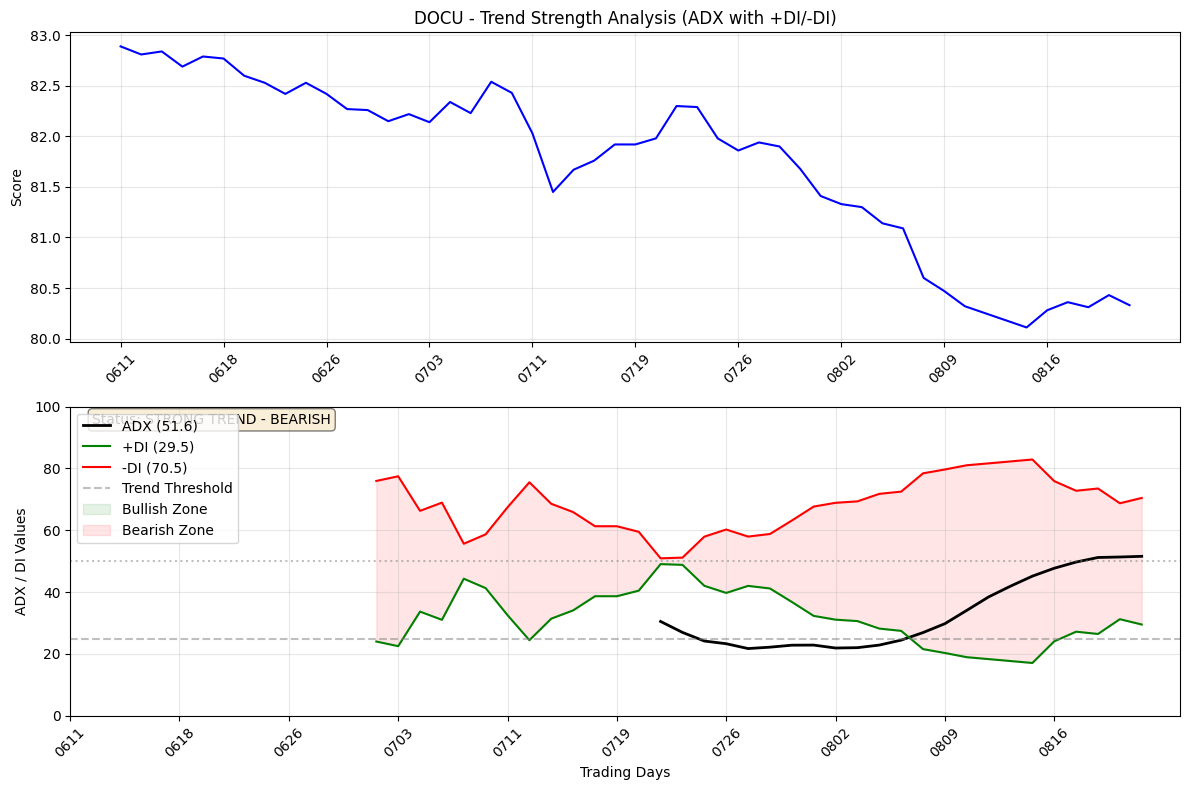 DOCU - Trend Strength Analysis (ADX with +DI/-DI)
83.0
82.5
82.0
81.5
81.0
80.5
80.0
Score
0611 0618 0626 0703 0711 0719 0726 0802 0809 0816
Status: STRONG TREND - BEARISH
ADX (51.6)
+DI (29.5)
-DI (70.5)
Trend Threshold
Bullish Zone
Bearish Zone
100
80
60
40
20
0
ADX / DI Values
0611 0618 0626 0703 0711 0719 0726 0802 0809 0816
Trading Days